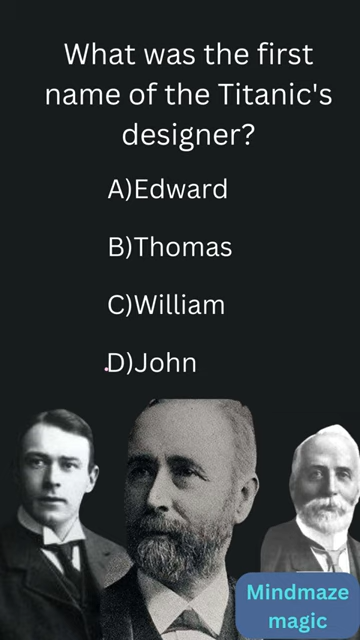 What was the first
name of the Titanic's
designer?
A)Edward
B)Thomas
C)William
D)John
Mindmaze
magic